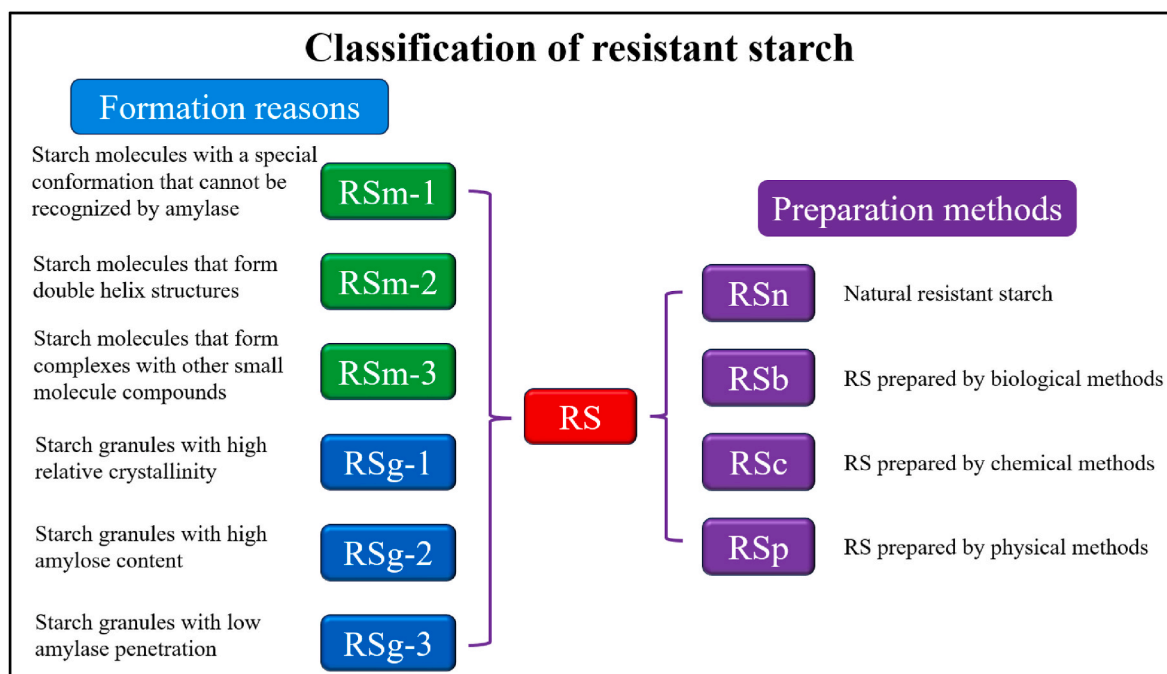 Classification of resistant starch
Formation reasons
Starch molecules with a special
conformation that cannot be
recognized by amylase
RSm-1
Starch molecules that form
double helix structures
RSm-2
Starch molecules that form
complexes with other small
molecule compounds
RSm-3
Starch granules with high
relative crystallinity
RSg-1
Starch granules with high
amylose content
RSg-2
Starch granules with low
amylase penetration
RSg-3
RS
Preparation methods
RSn
Natural resistant starch
RSb
RS prepared by biological methods
RSc
RS prepared by chemical methods
RSp
RS prepared by physical methods